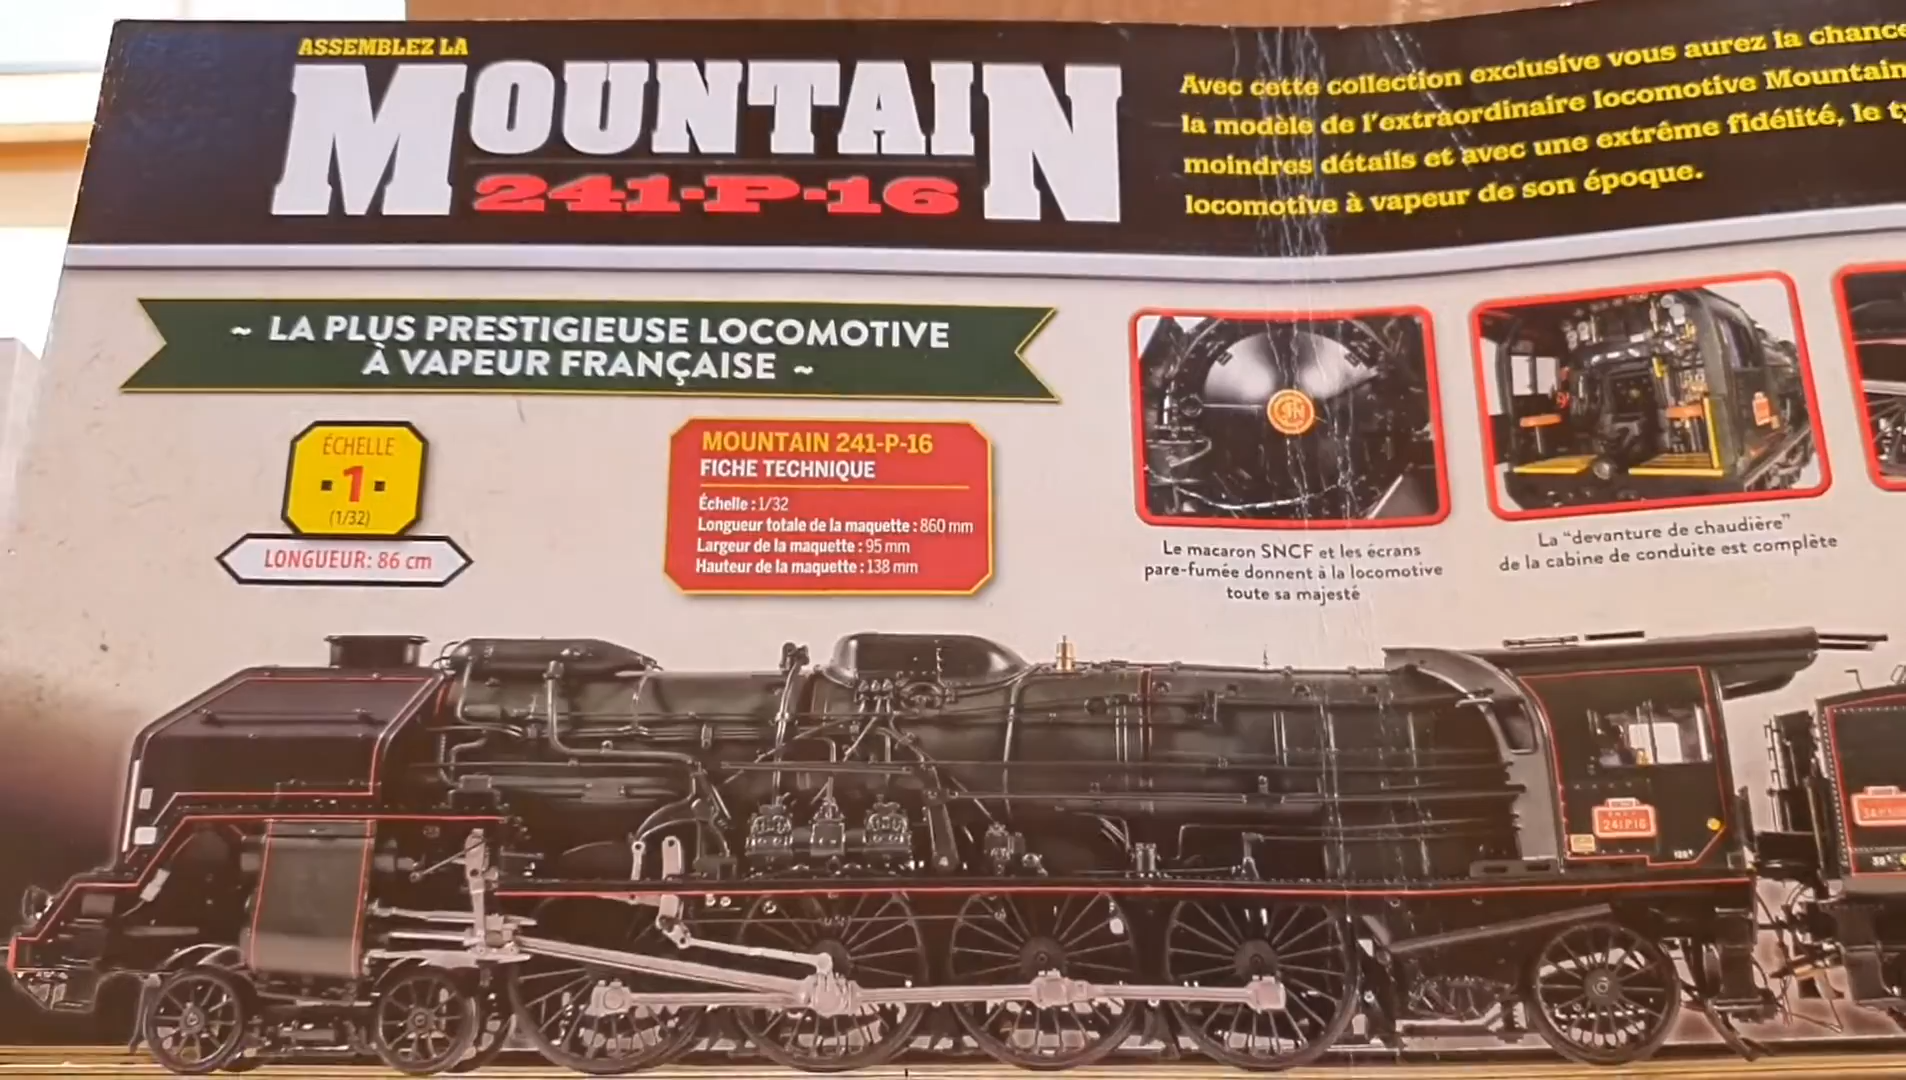 ASSEMBLEZ LA
MOUNTAIN
241-P-16
Avec cette collection exclusive vous aurez la chance
la modèle de l'extraordinaire locomotive Mountain
moindres détails et avec une extrême fidélité, le
locomotive à vapeur de son époque.
~ LA PLUS PRESTIGIEUSE LOCOMOTIVE
À VAPEUR FRANÇAISE ~
ÉCHELLE
1
(1/32)
LONGUEUR: 86 cm
MOUNTAIN 241-P-16
FICHE TECHNIQUE
Échelle : 1/32
Longueur totale de la maquette : 860 mm
Largeur de la maquette : 95 mm
Hauteur de la maquette : 138 mm
Le macaron SNCF et les écrans
pare-fumée donnent à la locomotive
toute sa majesté
La "devanture de chaudière"
de la cabine de conduite est complète
241P16